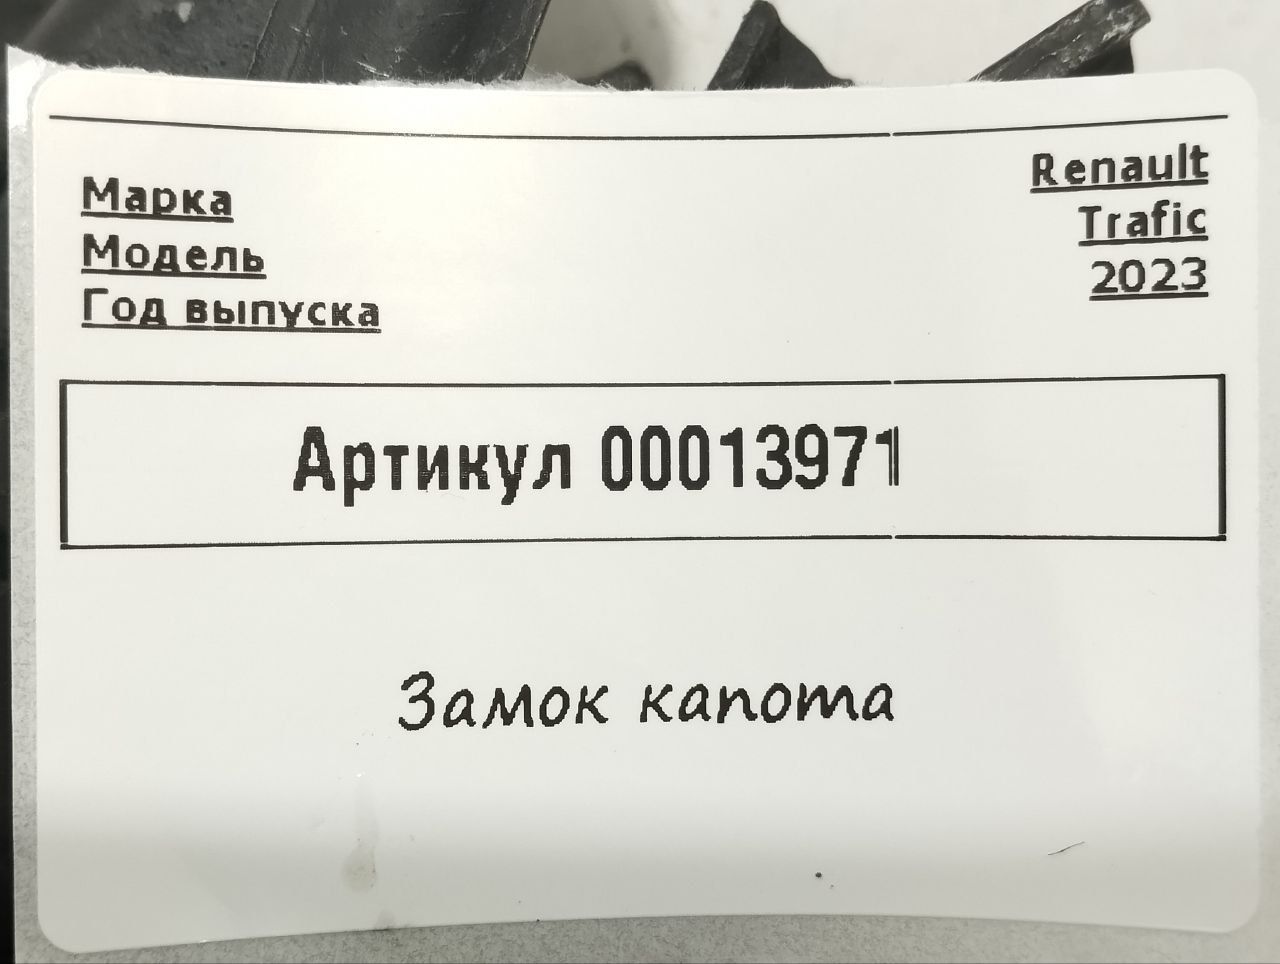 Марка Renault
Модель Trafic
Год выпуска 2023
Артикул 00013971
Замок капота